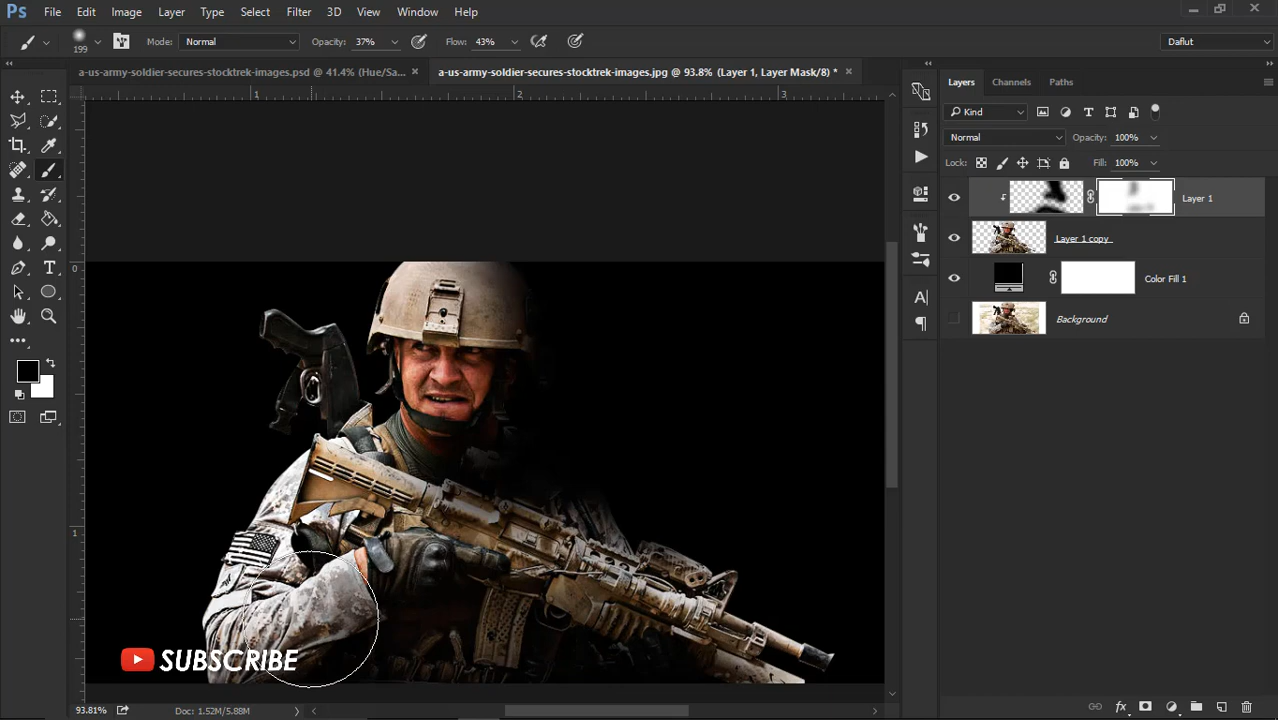 Ps File Edit Image Layer Type Select Filter 3D View Window Help
199 Mode: Normal Opacity: 37% Flow: 43% Daflut
a-us-army-soldier-secures-stocktrek-images.psd @ 41.4% (Hue/Sa... × a-us-army-soldier-secures-stocktrek-images.jpg @ 93.8% (Layer 1, Layer Mask/8) * ×
1 2 3
Layers Channels Paths
Kind
Normal Opacity: 100%
Lock: Fill: 100%
Layer 1
Layer 1 copy
Color Fill 1
Background
0
1
SUBSCRIBE
93.81% Doc: 1.52M/5.88M